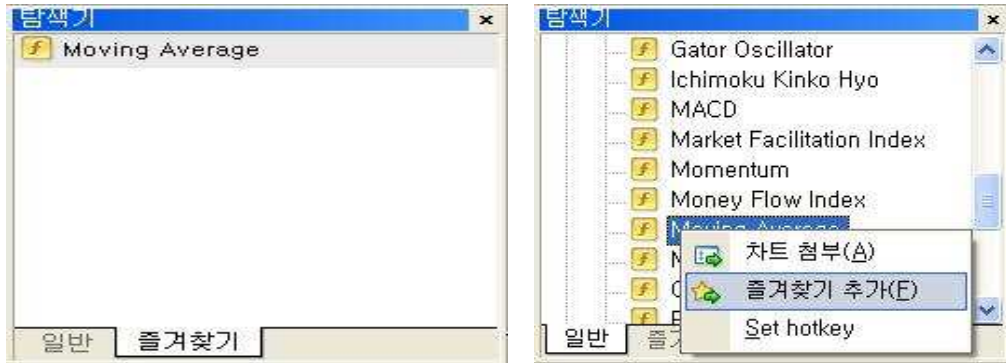 탐색기
Moving Average
일반
즐겨찾기
탐색기
Gator Oscillator
Ichimoku Kinko Hyo
MACD
Market Facilitation Index
Momentum
Money Flow Index
Moving Average
차트 첨부(A)
즐겨찾기 추가(F)
Set hotkey
일반